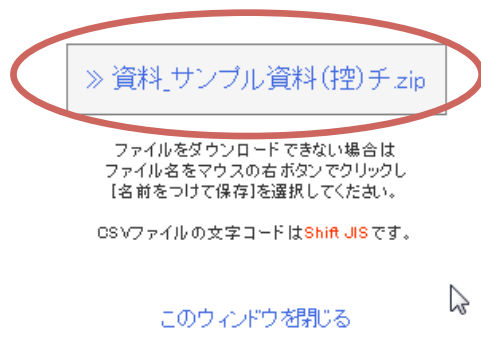 ≫ 資料_サンプル資料(控)チ.zip
ファイルをダウンロードできない場合は
ファイル名をマウスの右ボタンでクリックし
[名前をつけて保存]を選択してください。
CSVファイルの文字コードはShift JISです。
このウィンドウを閉じる